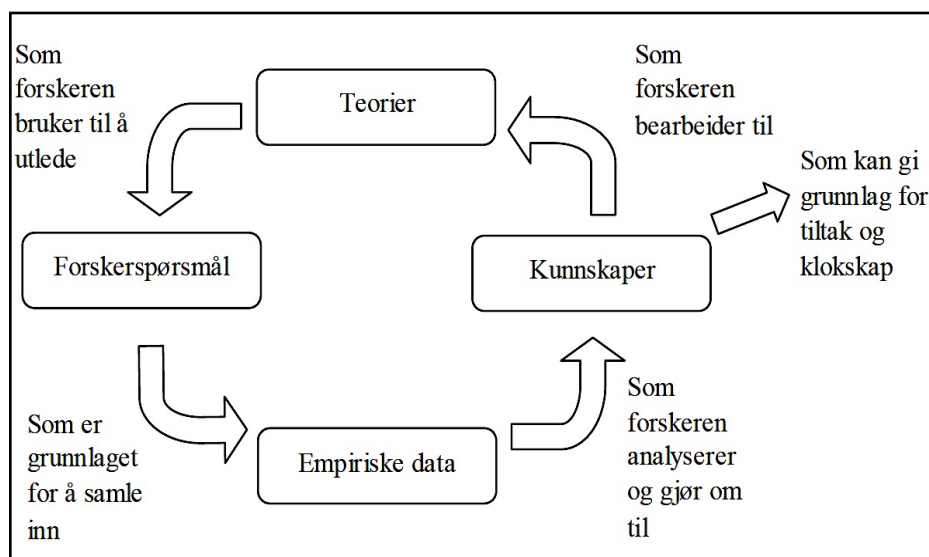 Som
forskeren
bruker til å
utlede
Teorier
Som
forskeren
bearbeider til
Som kan gi
grunnlag for
tiltak og
klokskap
Forskerspørsmål
Kunnskaper
Som er
grunnlaget
for å samle
inn
Empiriske data
Som
forskeren
analyserer
og gjør om
til